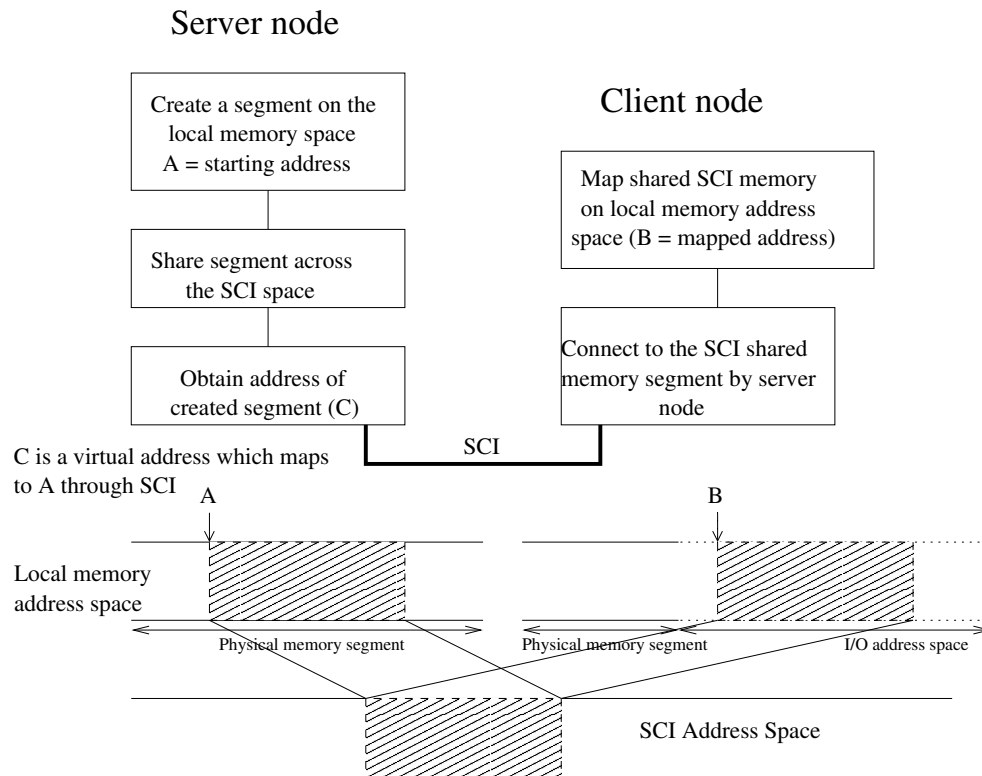 Server node
Create a segment on the
local memory space
A = starting address
Share segment across
the SCI space
Obtain address of
created segment (C)
Client node
Map shared SCI memory
on local memory address
space (B = mapped address)
Connect to the SCI shared
memory segment by server
node
SCI
C is a virtual address which maps
to A through SCI
A
B
Local memory
address space
Physical memory segment
Physical memory segment
I/O address space
SCI Address Space